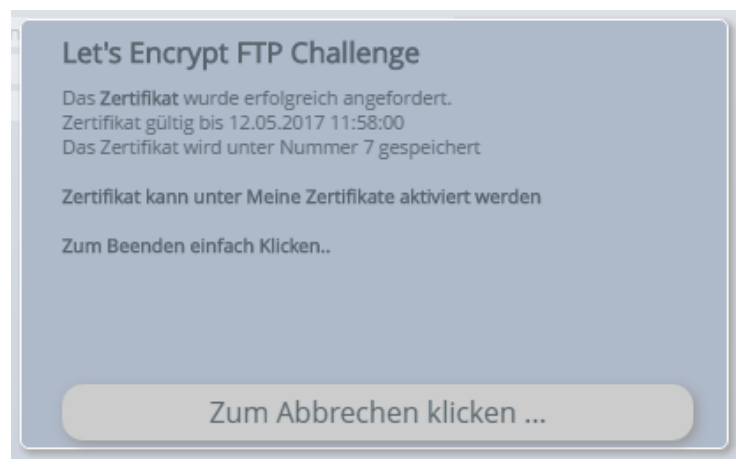 Let's Encrypt FTP Challenge
Das Zertifikat wurde erfolgreich angefordert.
Zertifikat gültig bis 12.05.2017 11:58:00
Das Zertifikat wird unter Nummer 7 gespeichert
Zertifikat kann unter Meine Zertifikate aktiviert werden
Zum Beenden einfach Klicken..
Zum Abbrechen klicken ...